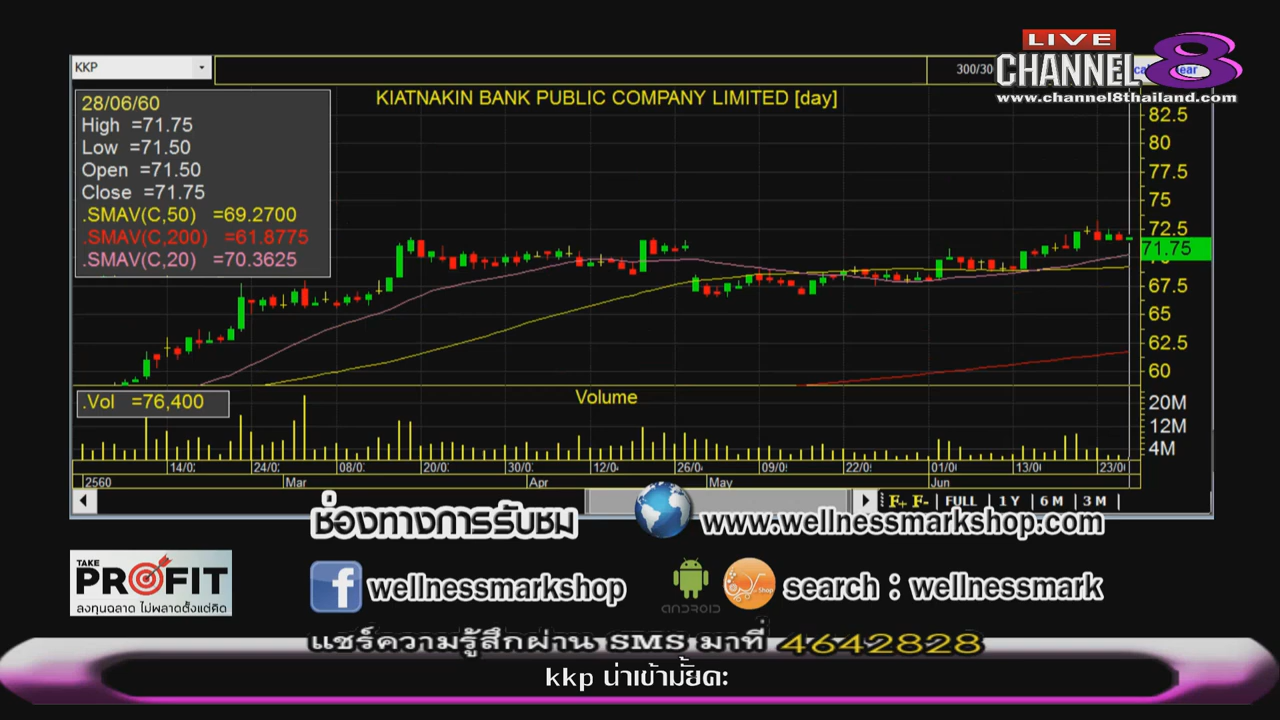 LIVE
CHANNEL 8
www.channel8thailand.com
KKP
300/30
KIATNAKIN BANK PUBLIC COMPANY LIMITED [day]
28/06/60
High =71.75
Low =71.50
Open =71.50
Close =71.75
.SMAV(C,50) =69.2700
.SMAV(C,200) =61.8775
.SMAV(C,20) =70.3625
82.5
80
77.5
75
72.5
71.75
67.5
65
62.5
60
.Vol =76,400
Volume
20M
12M
4M
14/0 24/0 08/0 20/0 30/0 12/0 26/0 09/0 22/0 01/0 13/0 23/0
2560 Mar Apr May Jun
F+ F- | FULL | 1 Y | 6 M | 3 M |
ช่องทางการรับชม
www.wellnessmarkshop.com
TAKE
PROFIT
ลงทุนฉลาด ไม่พลาดตั้งแต่คิด
f wellnessmarkshop
ANDROID
Shop
search : wellnessmark
แชร์ความรู้สึกผ่าน SMS มาที่ 4642828
kkp น่าเข้ามั้ยคะ